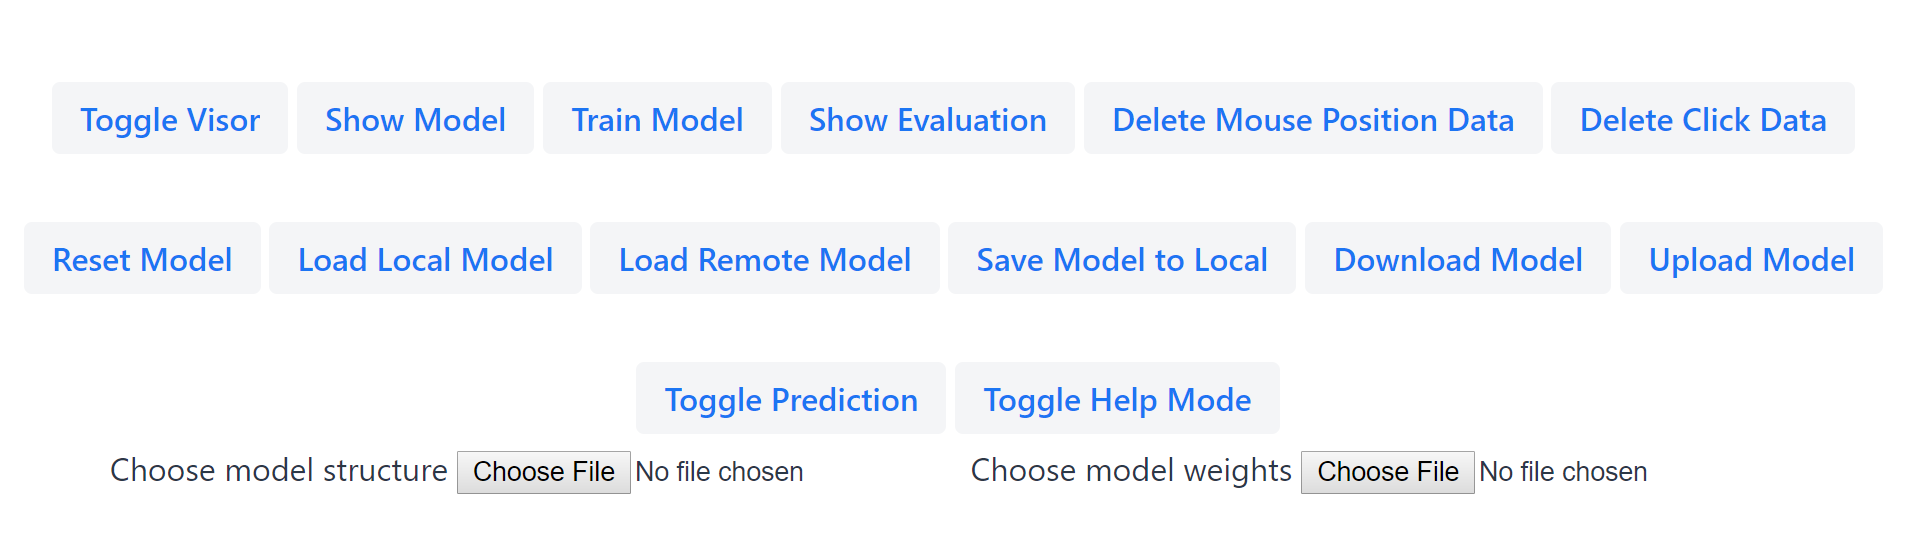 Toggle Visor Show Model Train Model Show Evaluation Delete Mouse Position Data Delete Click Data
Reset Model Load Local Model Load Remote Model Save Model to Local Download Model Upload Model
Toggle Prediction Toggle Help Mode
Choose model structure Choose File No file chosen Choose model weights Choose File No file chosen